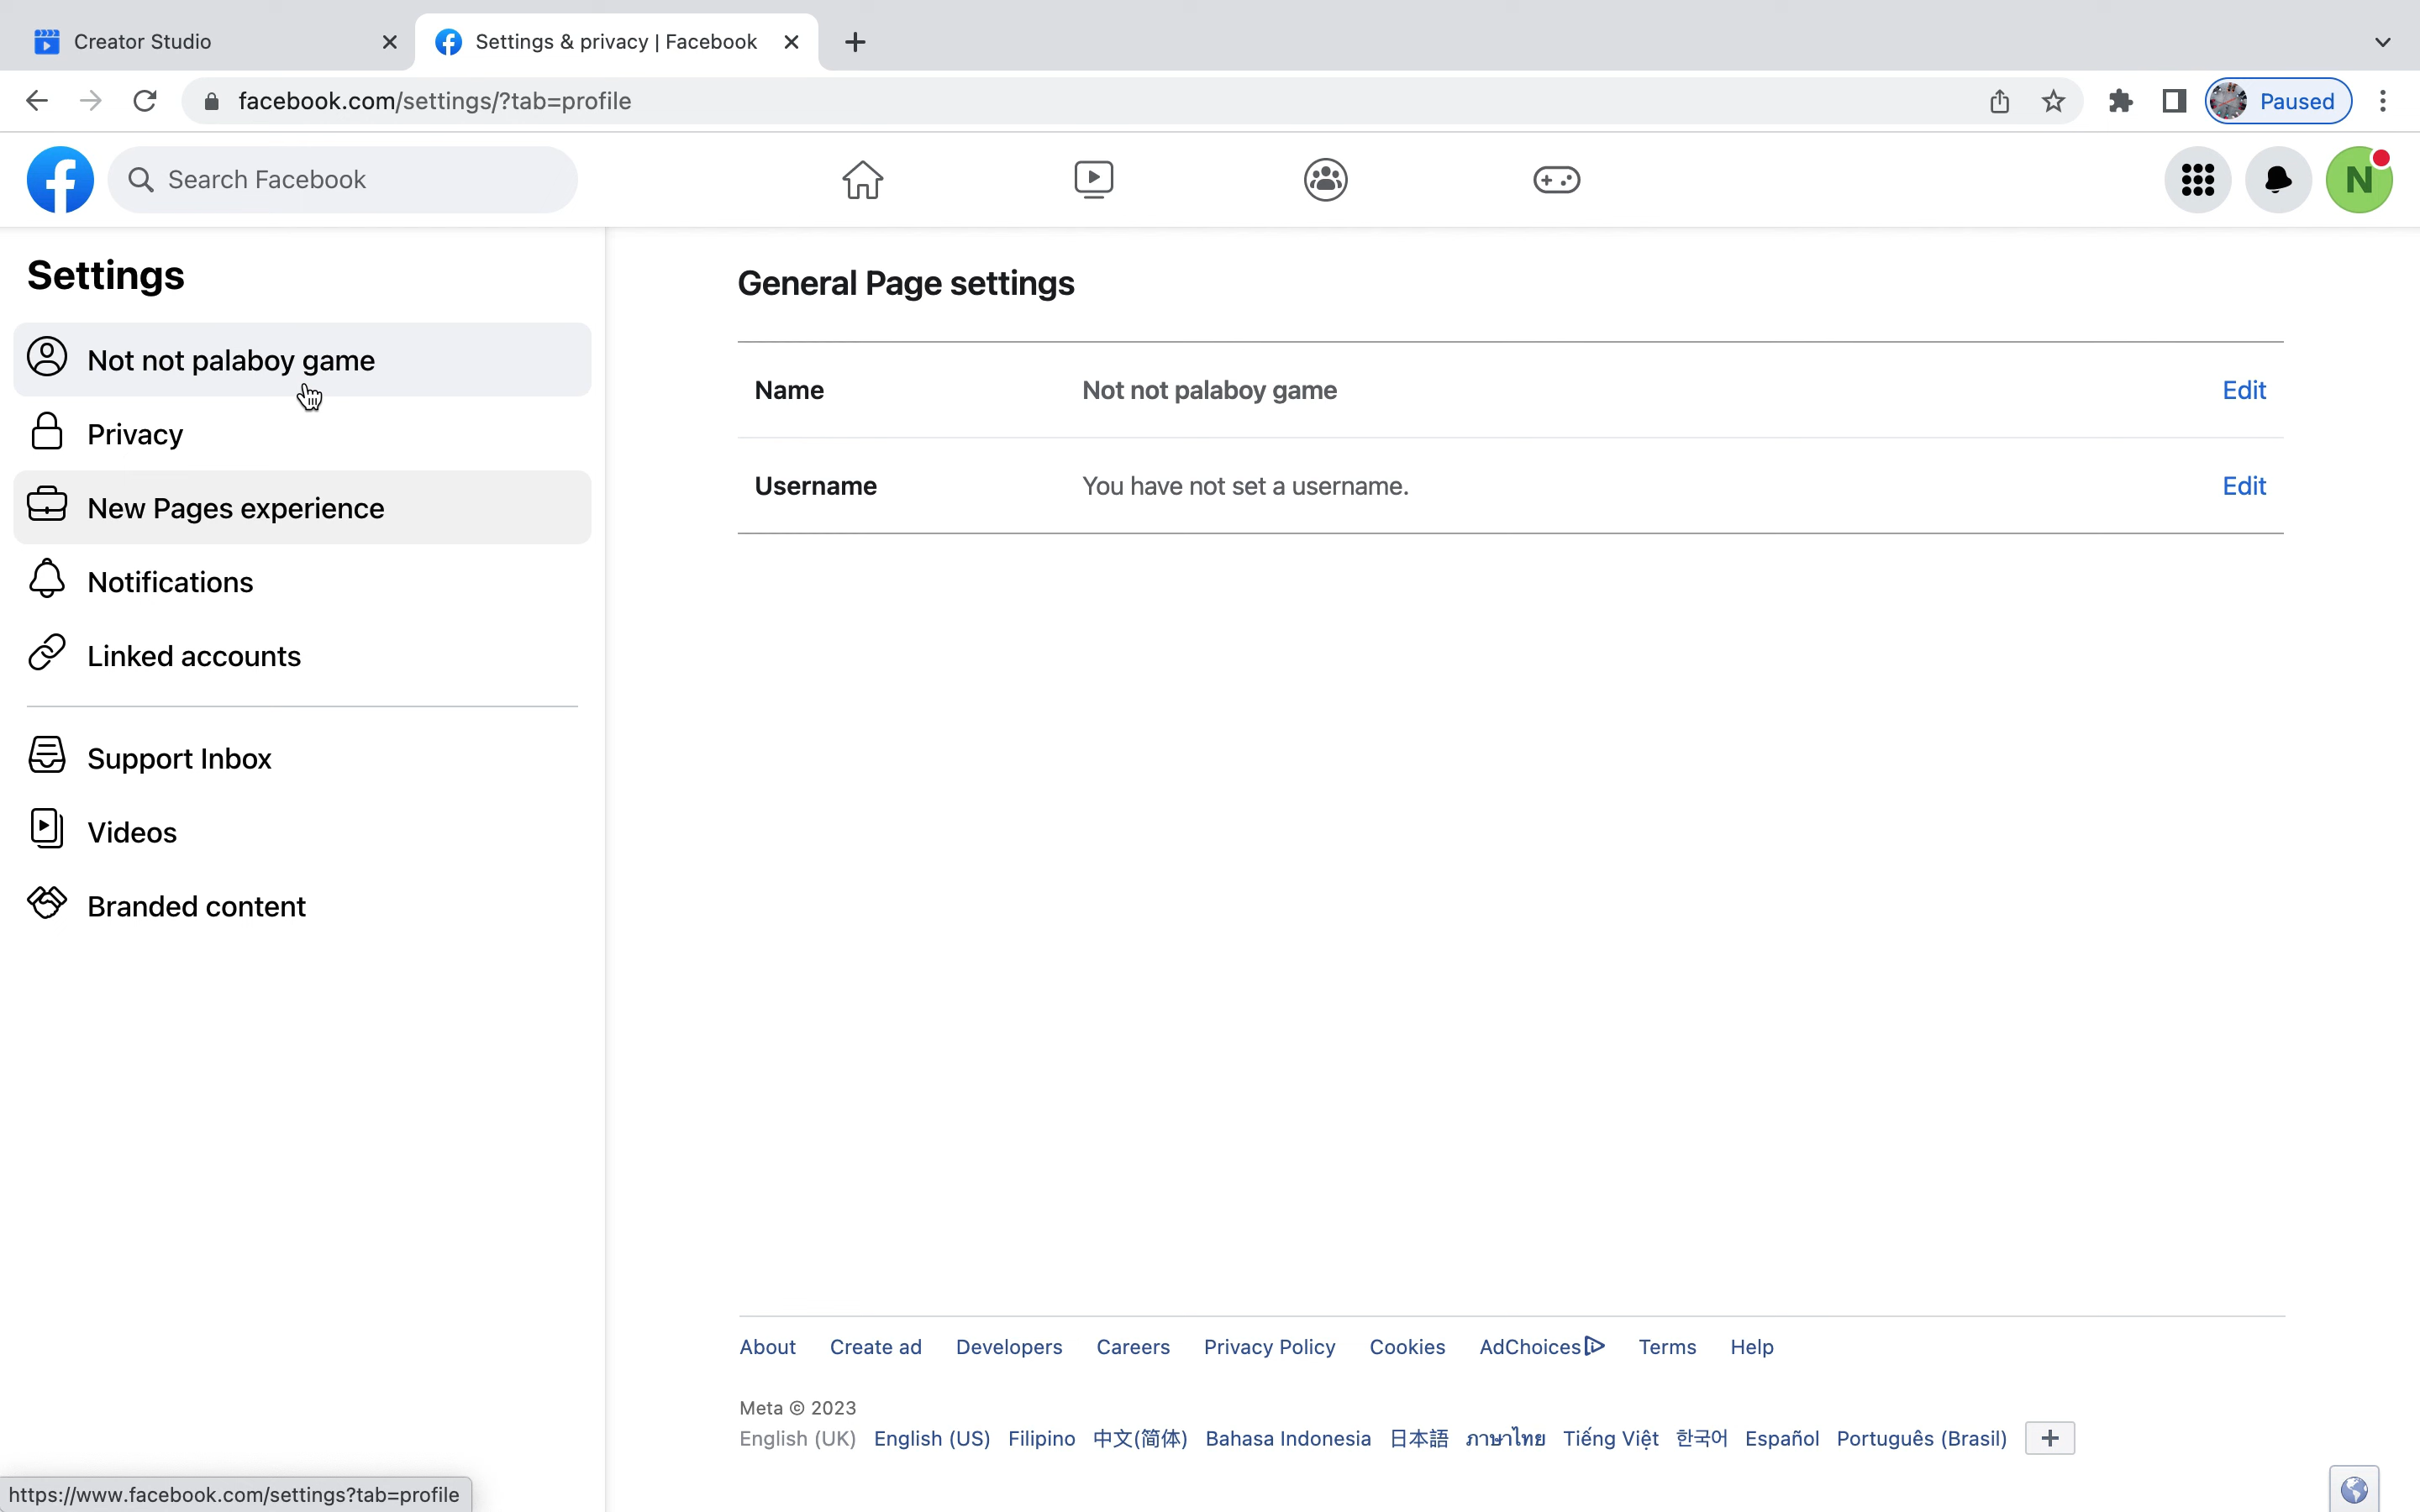 Creator Studio
Settings & privacy | Facebook
facebook.com/settings/?tab=profile
Paused
Search Facebook
N
Settings
Not not palaboy game
Privacy
New Pages experience
Notifications
Linked accounts
Support Inbox
Videos
Branded content
General Page settings
Name Not not palaboy game Edit
Username You have not set a username. Edit
About Create ad Developers Careers Privacy Policy Cookies AdChoices Terms Help
Meta © 2023
English (UK) English (US) Filipino 中文(简体) Bahasa Indonesia 日本語 ภาษาไทย Tiếng Việt 한국어 Español Português (Brasil)
https://www.facebook.com/settings?tab=profile